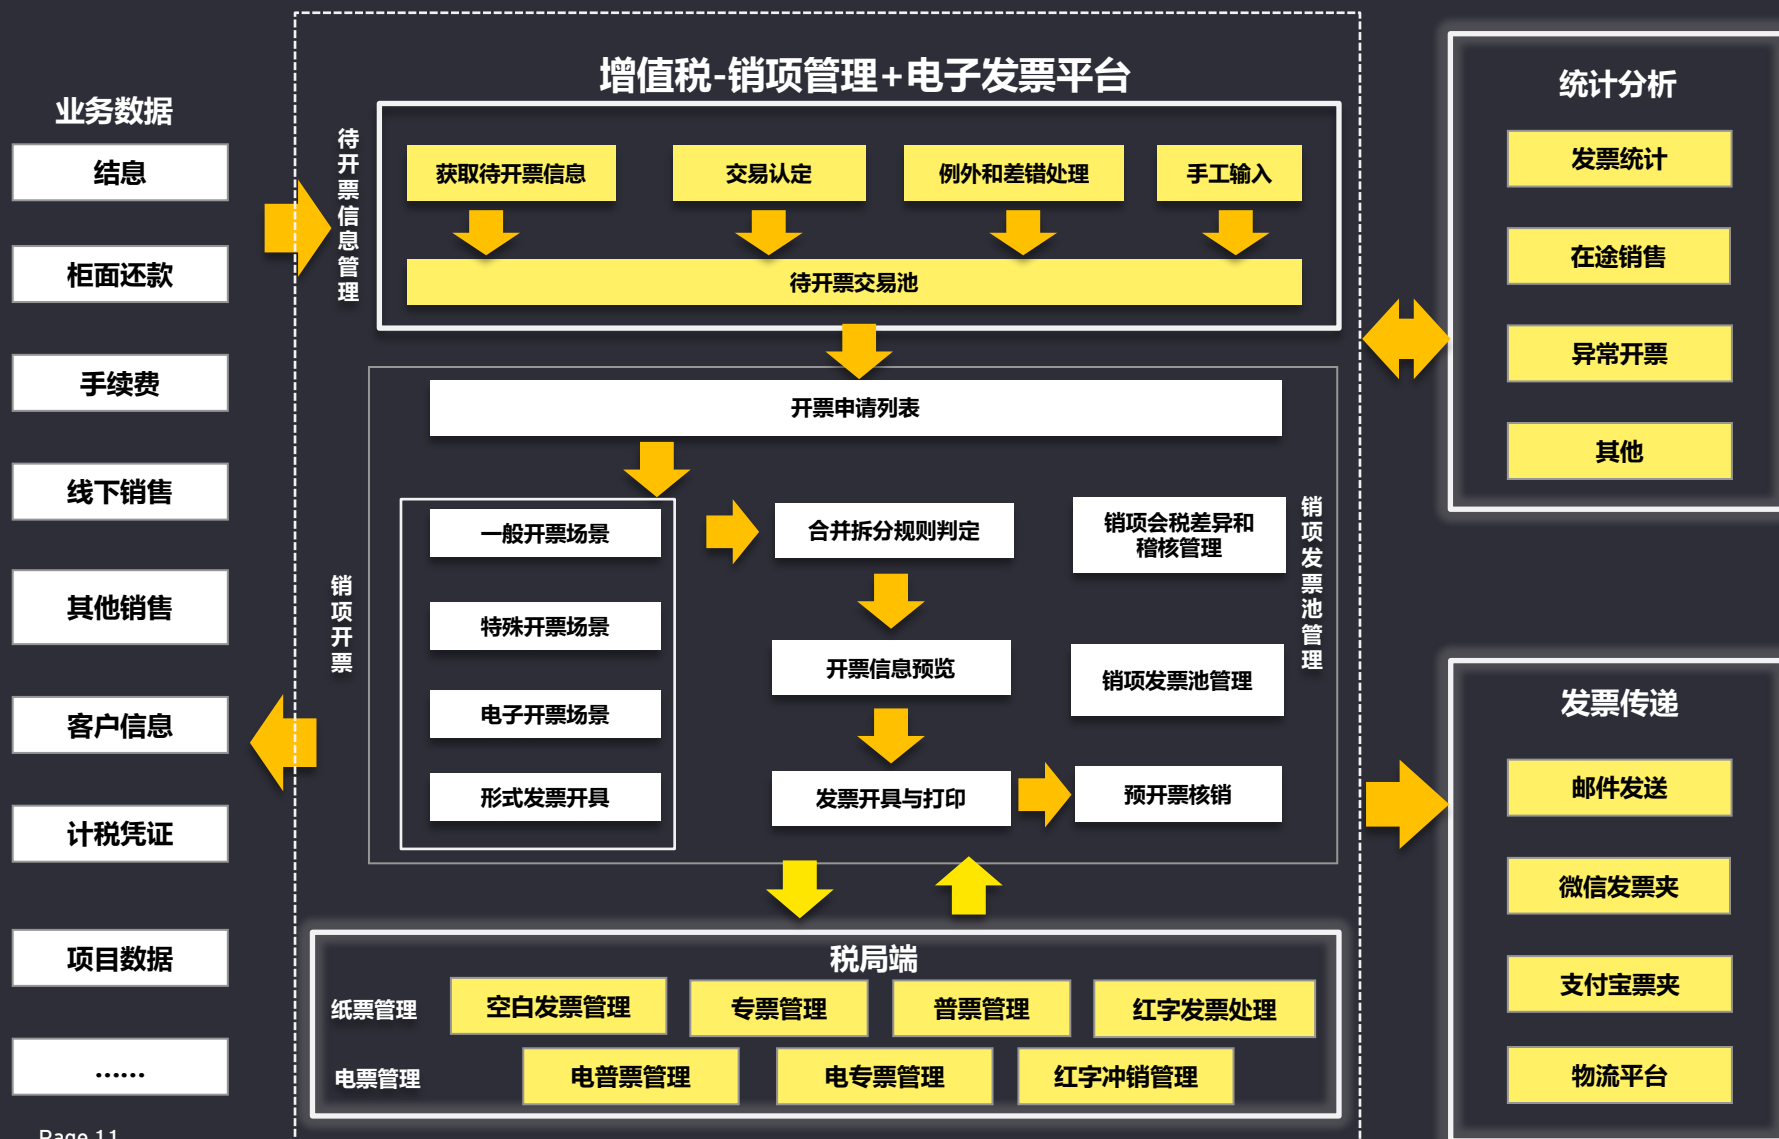 增值税-销项管理+电子发票平台
业务数据
结息
柜面还款
手续费
线下销售
其他销售
客户信息
计税凭证
项目数据
......
待开票信息管理
获取待开票信息
交易认定
例外和差错处理
手工输入
待开票交易池
开票申请列表
销项开票
一般开票场景
特殊开票场景
电子开票场景
形式发票开具
合并拆分规则判定
开票信息预览
发票开具与打印
销项会税差异和
稽核管理
销项发票池管理
预开票核销
销项发票池管理
税局端
纸票管理
空白发票管理
专票管理
普票管理
红字发票处理
电票管理
电普票管理
电专票管理
红字冲销管理
统计分析
发票统计
在途销售
异常开票
其他
发票传递
邮件发送
微信发票夹
支付宝票夹
物流平台
Page 11